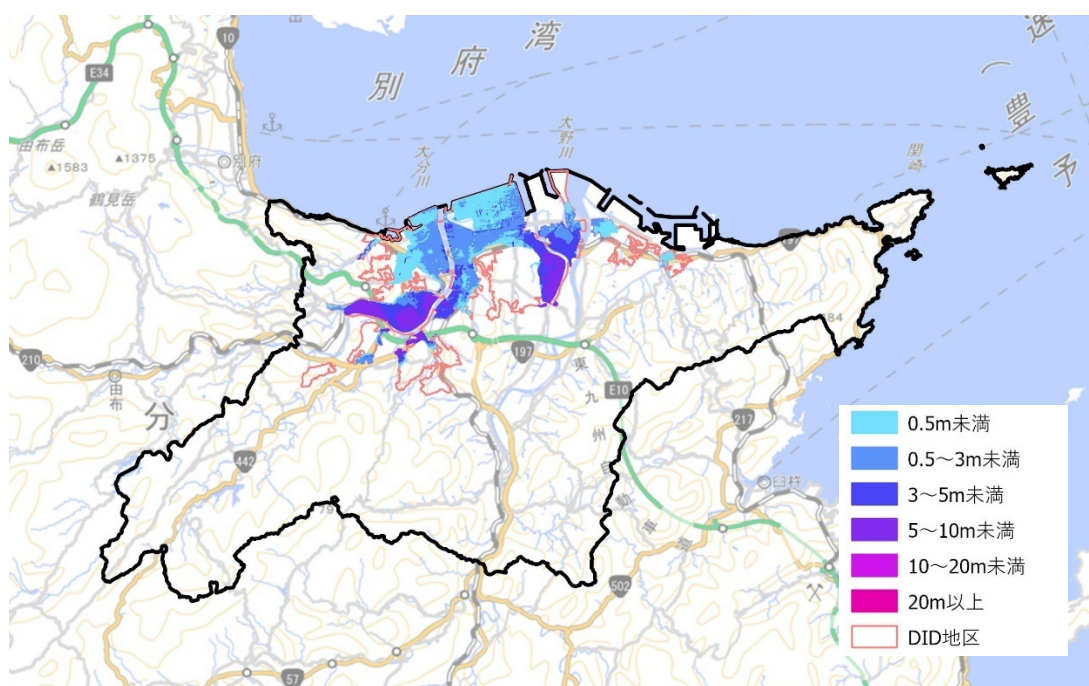 別府湾
速
（
豊
予
10
E34
由布岳
▲1375
▲1583
別府
鶴見岳
大分川
大野川
関崎
197
210
由布
分
442
E10
東九州自動車道
217
臼杵
502
57
0.5m未満
0.5～3m未満
3～5m未満
5～10m未満
10～20m未満
20m以上
DID地区